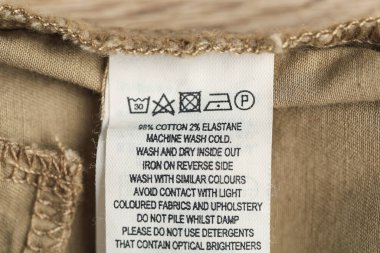 30 P
98% COTTON 2% ELASTANE
MACHINE WASH COLD.
WASH AND DRY INSIDE OUT
IRON ON REVERSE SIDE
WASH WITH SIMILAR COLOURS
AVOID CONTACT WITH LIGHT
COLOURED FABRICS AND UPHOLSTERY
DO NOT PILE WHILST DAMP
PLEASE DO NOT USE DETERGENTS
THAT CONTAIN OPTICAL BRIGHTENERS